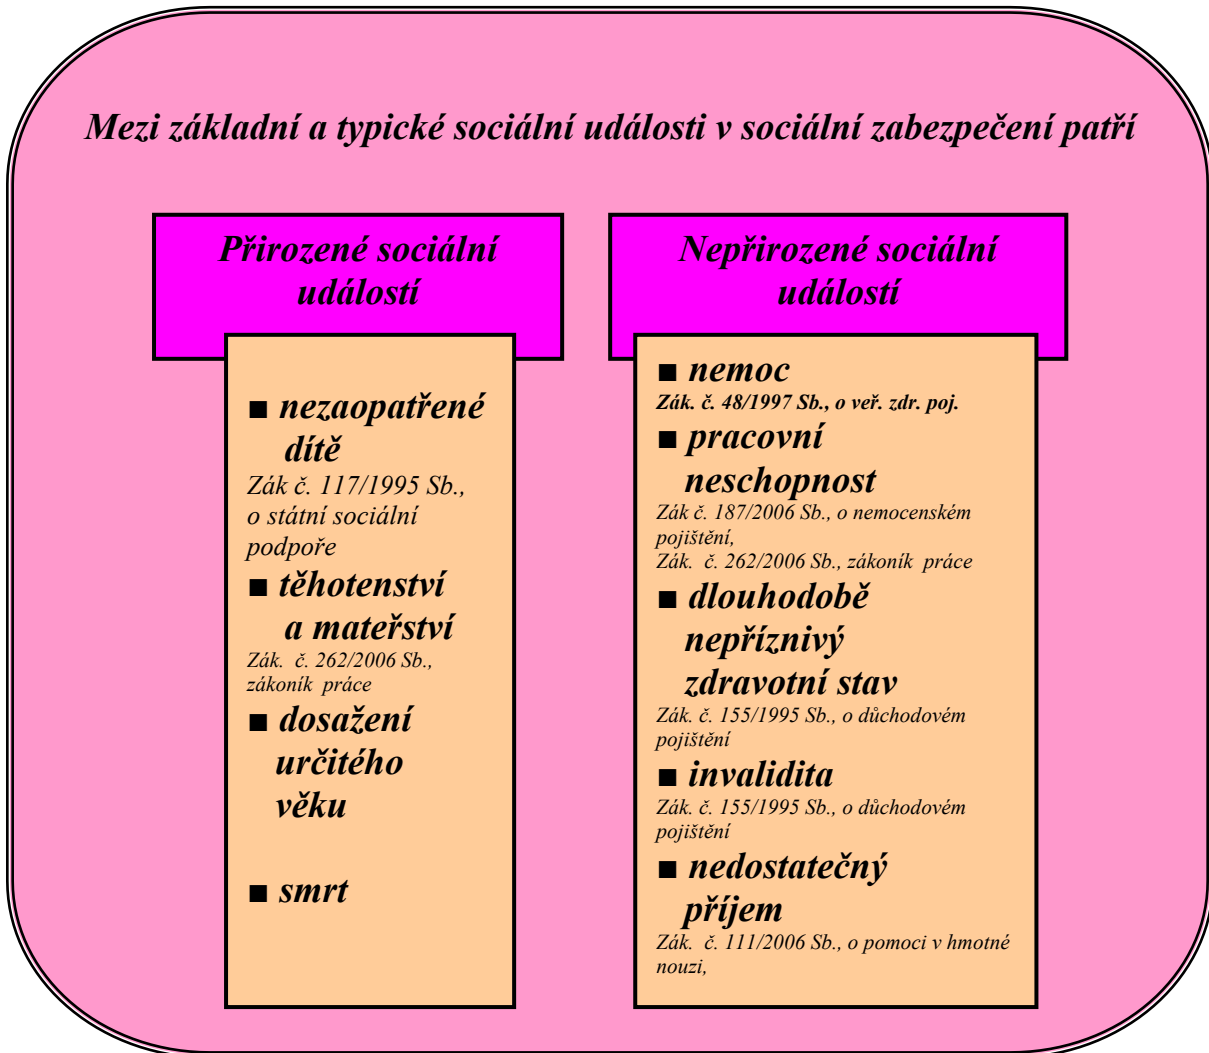 Mezi základní a typické sociální události v sociální zabezpečení patří
Přirozené sociální
událostí
■ nezaopatřené
dítě
Zák č. 117/1995 Sb.,
o státní sociální
podpoře
■ těhotenství
a mateřství
Zák. č. 262/2006 Sb.,
zákoník práce
■ dosažení
určitého
věku
■ smrt
Nepřirozené sociální
událostí
■ nemoc
Zák. č. 48/1997 Sb., o veř. zdr. poj.
■ pracovní
neschopnost
Zák č. 187/2006 Sb., o nemocenském
pojištění,
Zák. č. 262/2006 Sb., zákoník práce
■ dlouhodobě
nepříznivý
zdravotní stav
Zák. č. 155/1995 Sb., o důchodovém
pojištění
■ invalidita
Zák. č. 155/1995 Sb., o důchodovém
pojištění
■ nedostatečný
příjem
Zák. č. 111/2006 Sb., o pomoci v hmotné
nouzi,